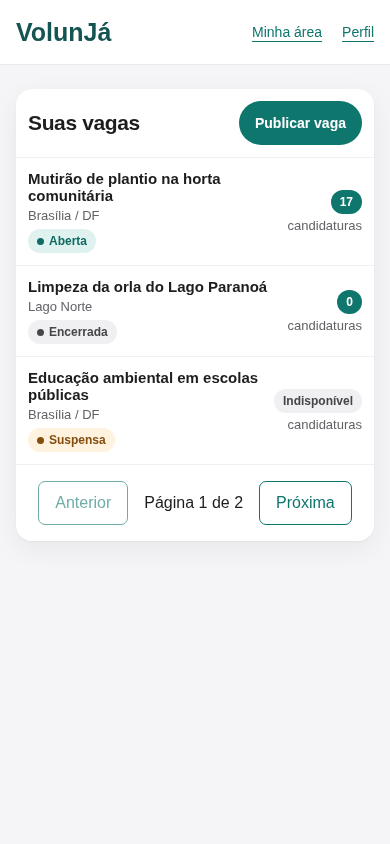 VolunJá
Minha área
Perfil
Suas vagas
Publicar vaga
Mutirão de plantio na horta
comunitária
Brasília / DF
Aberta
17
candidaturas
Limpeza da orla do Lago Paranoá
Lago Norte
Encerrada
0
candidaturas
Educação ambiental em escolas
públicas
Brasília / DF
Suspensa
Indisponível
candidaturas
Anterior
Página 1 de 2
Próxima